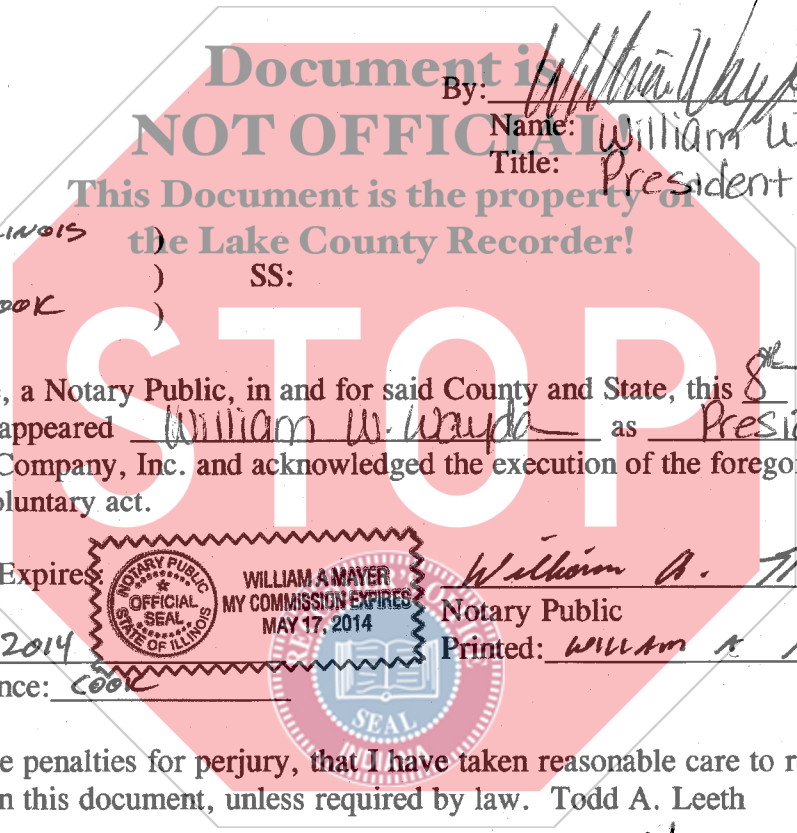 Document is
NOT OFFICIAL
This Document is the property of
the Lake County Recorder!
STOP
By:
Name: William W
Title: President
LINOIS )
) SS:
OOK )
, a Notary Public, in and for said County and State, this 8th
appeared William W. Wayda as Presi
Company, Inc. and acknowledged the execution of the forego
oluntary act.
Expires:
NOTARY PUBLIC
OFFICIAL
SEAL
STATE OF ILLINOIS
WILLIAM A MAYER
MY COMMISSION EXPIRES
MAY 17, 2014
William A.
Notary Public
2014
Printed: William A
nce: COOK
SEAL
INDIANA
e penalties for perjury, that I have taken reasonable care to r
n this document, unless required by law. Todd A. Leeth